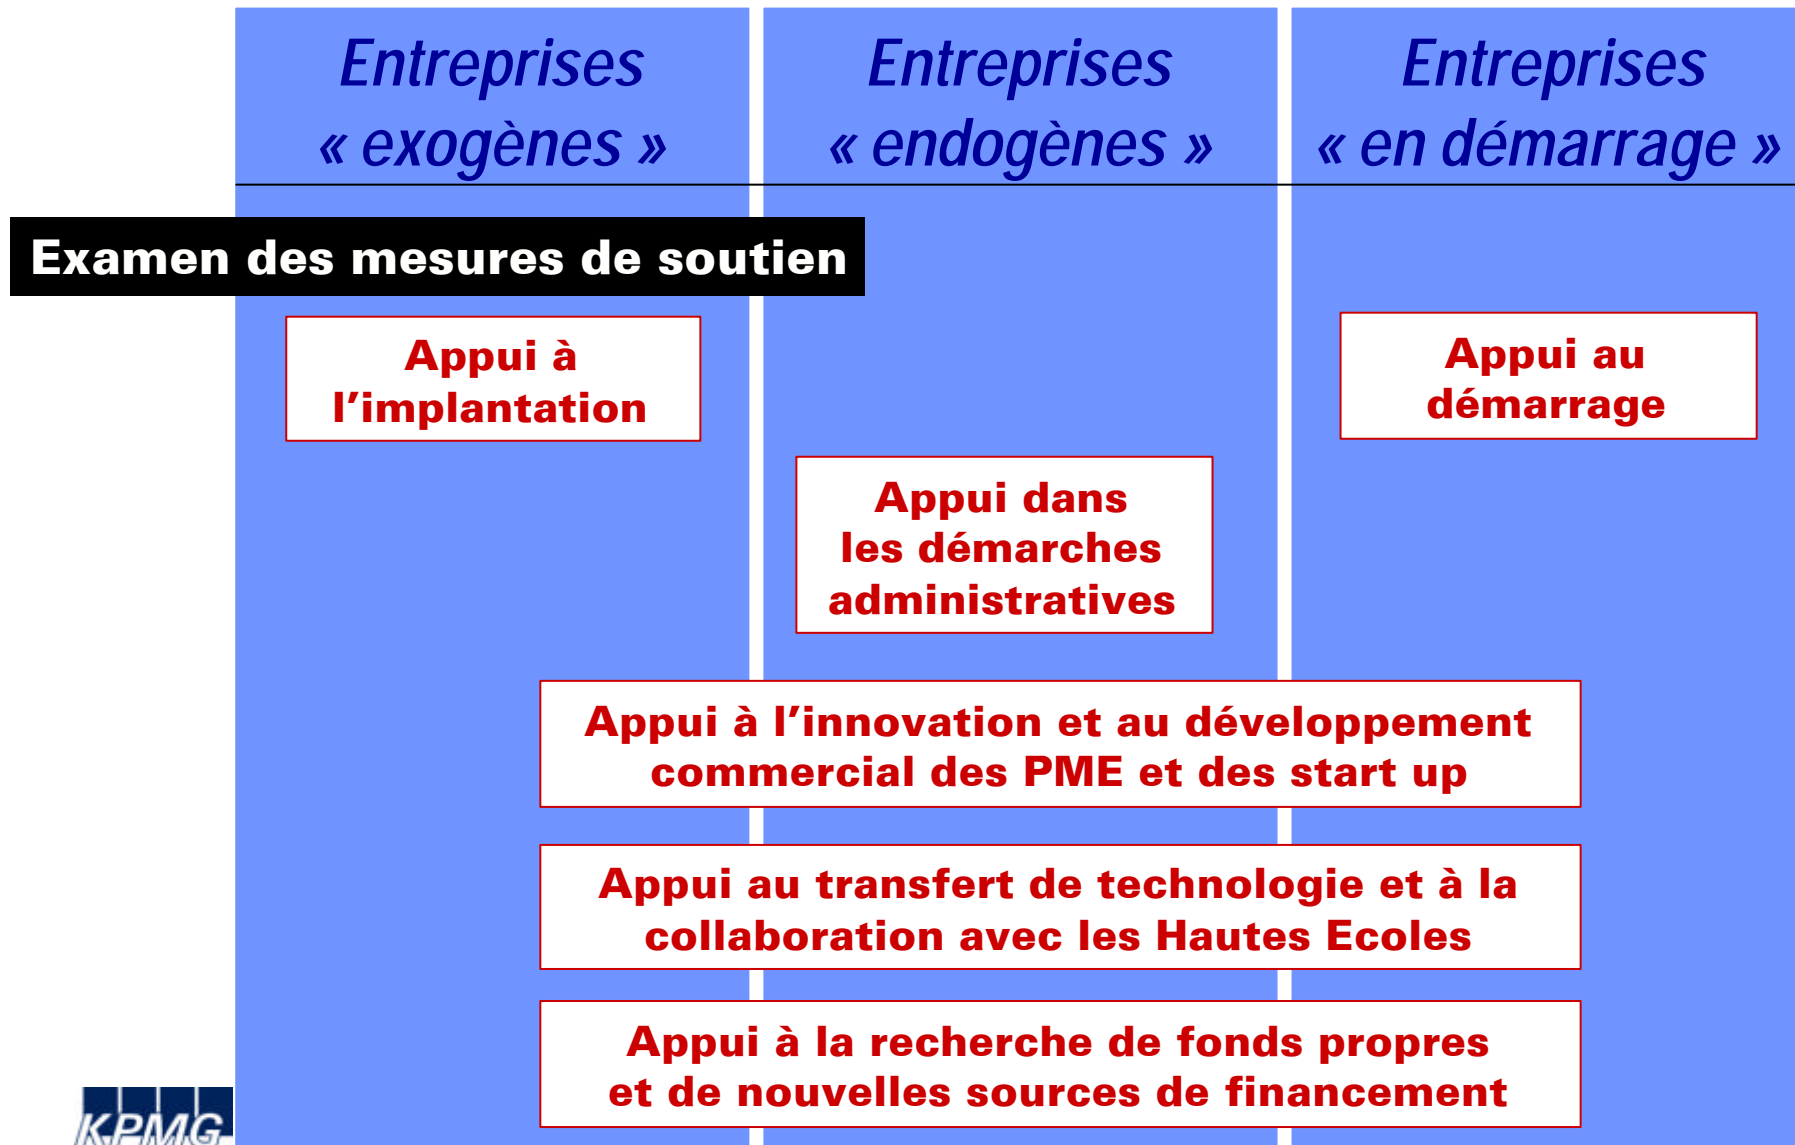 Entreprises
« exogènes »
Entreprises
« endogènes »
Entreprises
« en démarrage »
Examen des mesures de soutien
Appui à
l’implantation
Appui au
démarrage
Appui dans
les démarches
administratives
Appui à l’innovation et au développement
commercial des PME et des start up
Appui au transfert de technologie et à la
collaboration avec les Hautes Ecoles
Appui à la recherche de fonds propres
et de nouvelles sources de financement
KPMG